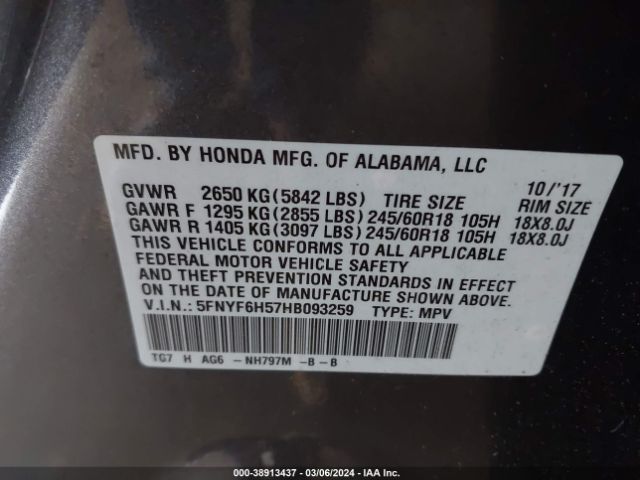 MFD. BY HONDA MFG. OF ALABAMA, LLC
10/'17
GVWR 2650 KG(5842 LBS) TIRE SIZE RIM SIZE
GAWR F 1295 KG(2855 LBS)245/60R18 105H 18X8.0J
GAWR R 1405 KG(3097 LBS)245/60R18 105H 18X8.0J
THIS VEHICLE CONFORMS TO ALL APPLICABLE
FEDERAL MOTOR VEHICLE SAFETY
AND THEFT PREVENTION STANDARDS IN EFFECT
ON THE DATE OF MANUFACTURE SHOWN ABOVE.
V.I.N.: 5FNYF6H57HB093259 TYPE: MPV
TG7 H AG6 -NH797M -B-B
000-38913437 - 03/06/2024 - IAA Inc.